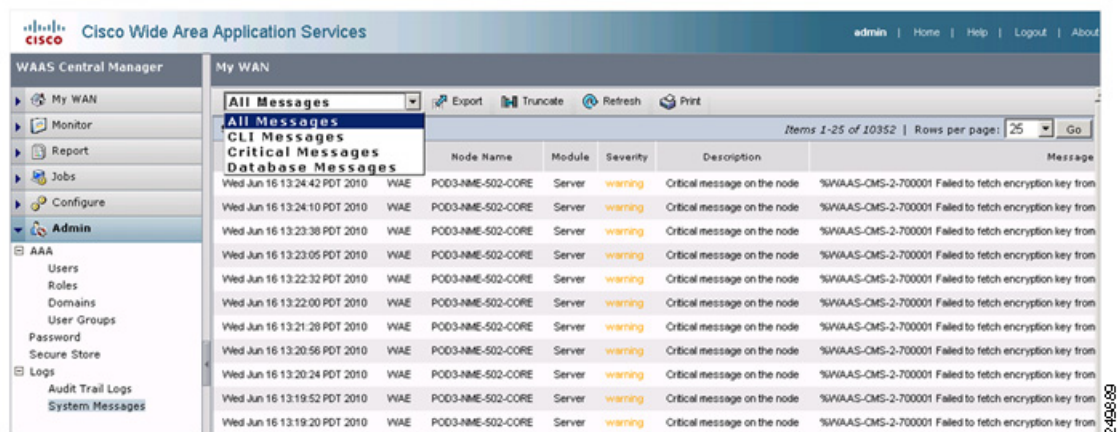 CISCO Cisco Wide Area Application Services admin | Home | Help | Logout | About
WAAS Central Manager My WAN
My WAN
Monitor
Report
Jobs
Configure
Admin
AAA
Users
Roles
Domains
User Groups
Password
Secure Store
Logs
Audit Trail Logs
System Messages
All Messages Export Truncate Refresh Print
All Messages
CLI Messages
Critical Messages
Database Messages
Items 1-25 of 10352 | Rows per page: 25 Go
Node Name Module Severity Description Message
Wed Jun 16 13:24:42 PDT 2010 WAE POD3-NME-502-CORE Server warning Critical message on the node %WAAS-CMS-2-700001 Failed to fetch encryption key from
Wed Jun 16 13:24:10 PDT 2010 WAE POD3-NME-502-CORE Server warning Critical message on the node %WAAS-CMS-2-700001 Failed to fetch encryption key from
Wed Jun 16 13:23:38 PDT 2010 WAE POD3-NME-502-CORE Server warning Critical message on the node %WAAS-CMS-2-700001 Failed to fetch encryption key from
Wed Jun 16 13:23:05 PDT 2010 WAE POD3-NME-502-CORE Server warning Critical message on the node %WAAS-CMS-2-700001 Failed to fetch encryption key from
Wed Jun 16 13:22:32 PDT 2010 WAE POD3-NME-502-CORE Server warning Critical message on the node %WAAS-CMS-2-700001 Failed to fetch encryption key from
Wed Jun 16 13:22:00 PDT 2010 WAE POD3-NME-502-CORE Server warning Critical message on the node %WAAS-CMS-2-700001 Failed to fetch encryption key from
Wed Jun 16 13:21:28 PDT 2010 WAE POD3-NME-502-CORE Server warning Critical message on the node %WAAS-CMS-2-700001 Failed to fetch encryption key from
Wed Jun 16 13:20:56 PDT 2010 WAE POD3-NME-502-CORE Server warning Critical message on the node %WAAS-CMS-2-700001 Failed to fetch encryption key from
Wed Jun 16 13:20:24 PDT 2010 WAE POD3-NME-502-CORE Server warning Critical message on the node %WAAS-CMS-2-700001 Failed to fetch encryption key from
Wed Jun 16 13:19:52 PDT 2010 WAE POD3-NME-502-CORE Server warning Critical message on the node %WAAS-CMS-2-700001 Failed to fetch encryption key from
Wed Jun 16 13:19:20 PDT 2010 WAE POD3-NME-502-CORE Server warning Critical message on the node %WAAS-CMS-2-700001 Failed to fetch encryption key from
249889